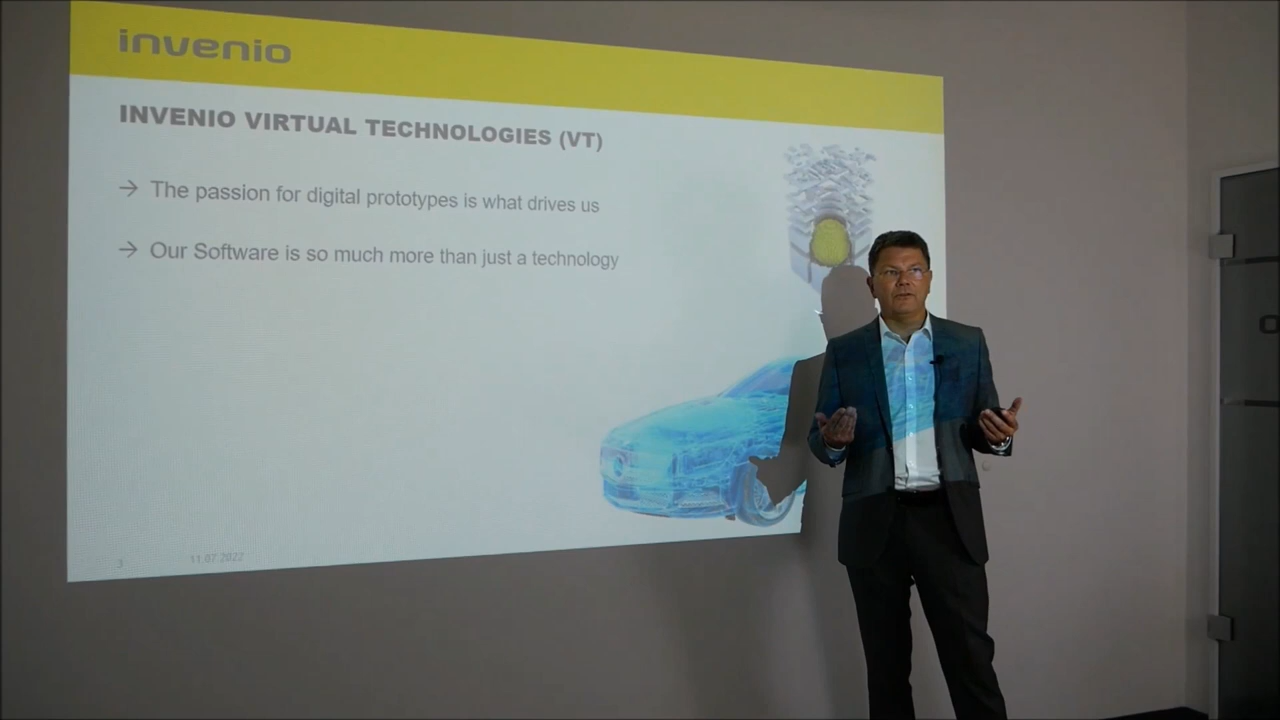 invenio
INVENIO VIRTUAL TECHNOLOGIES (VT)
→ The passion for digital prototypes is what drives us
→ Our Software is so much more than just a technology
3 11.07.2022